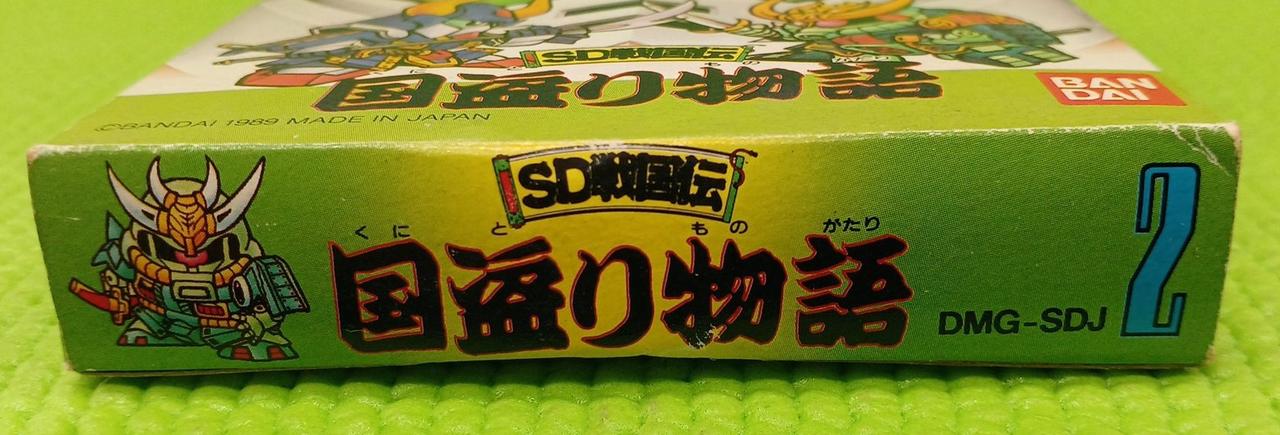 SD戦国伝
国盗り物語
BAN
DAI
©BANDAI 1989 MADE IN JAPAN
SD戦国伝
くに と もの がたり
国盗り物語
DMG-SDJ
2